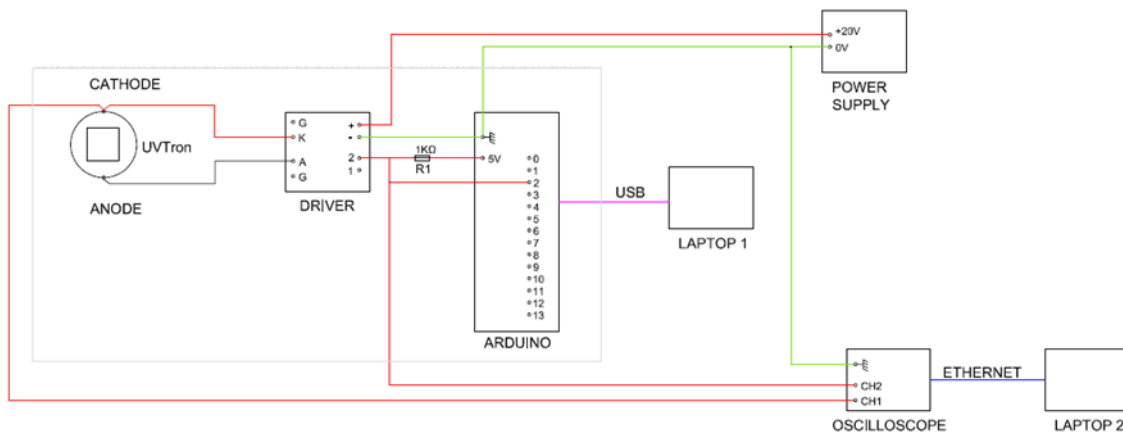 +20V
0V
POWER
SUPPLY
CATHODE
UVTron
ANODE
G
K
A
G
+
-
2
1
DRIVER
1KΩ
R1
5V
0
1
2
3
4
5
6
7
8
9
10
11
12
13
ARDUINO
USB
LAPTOP 1
CH2
CH1
OSCILLOSCOPE
ETHERNET
LAPTOP 2